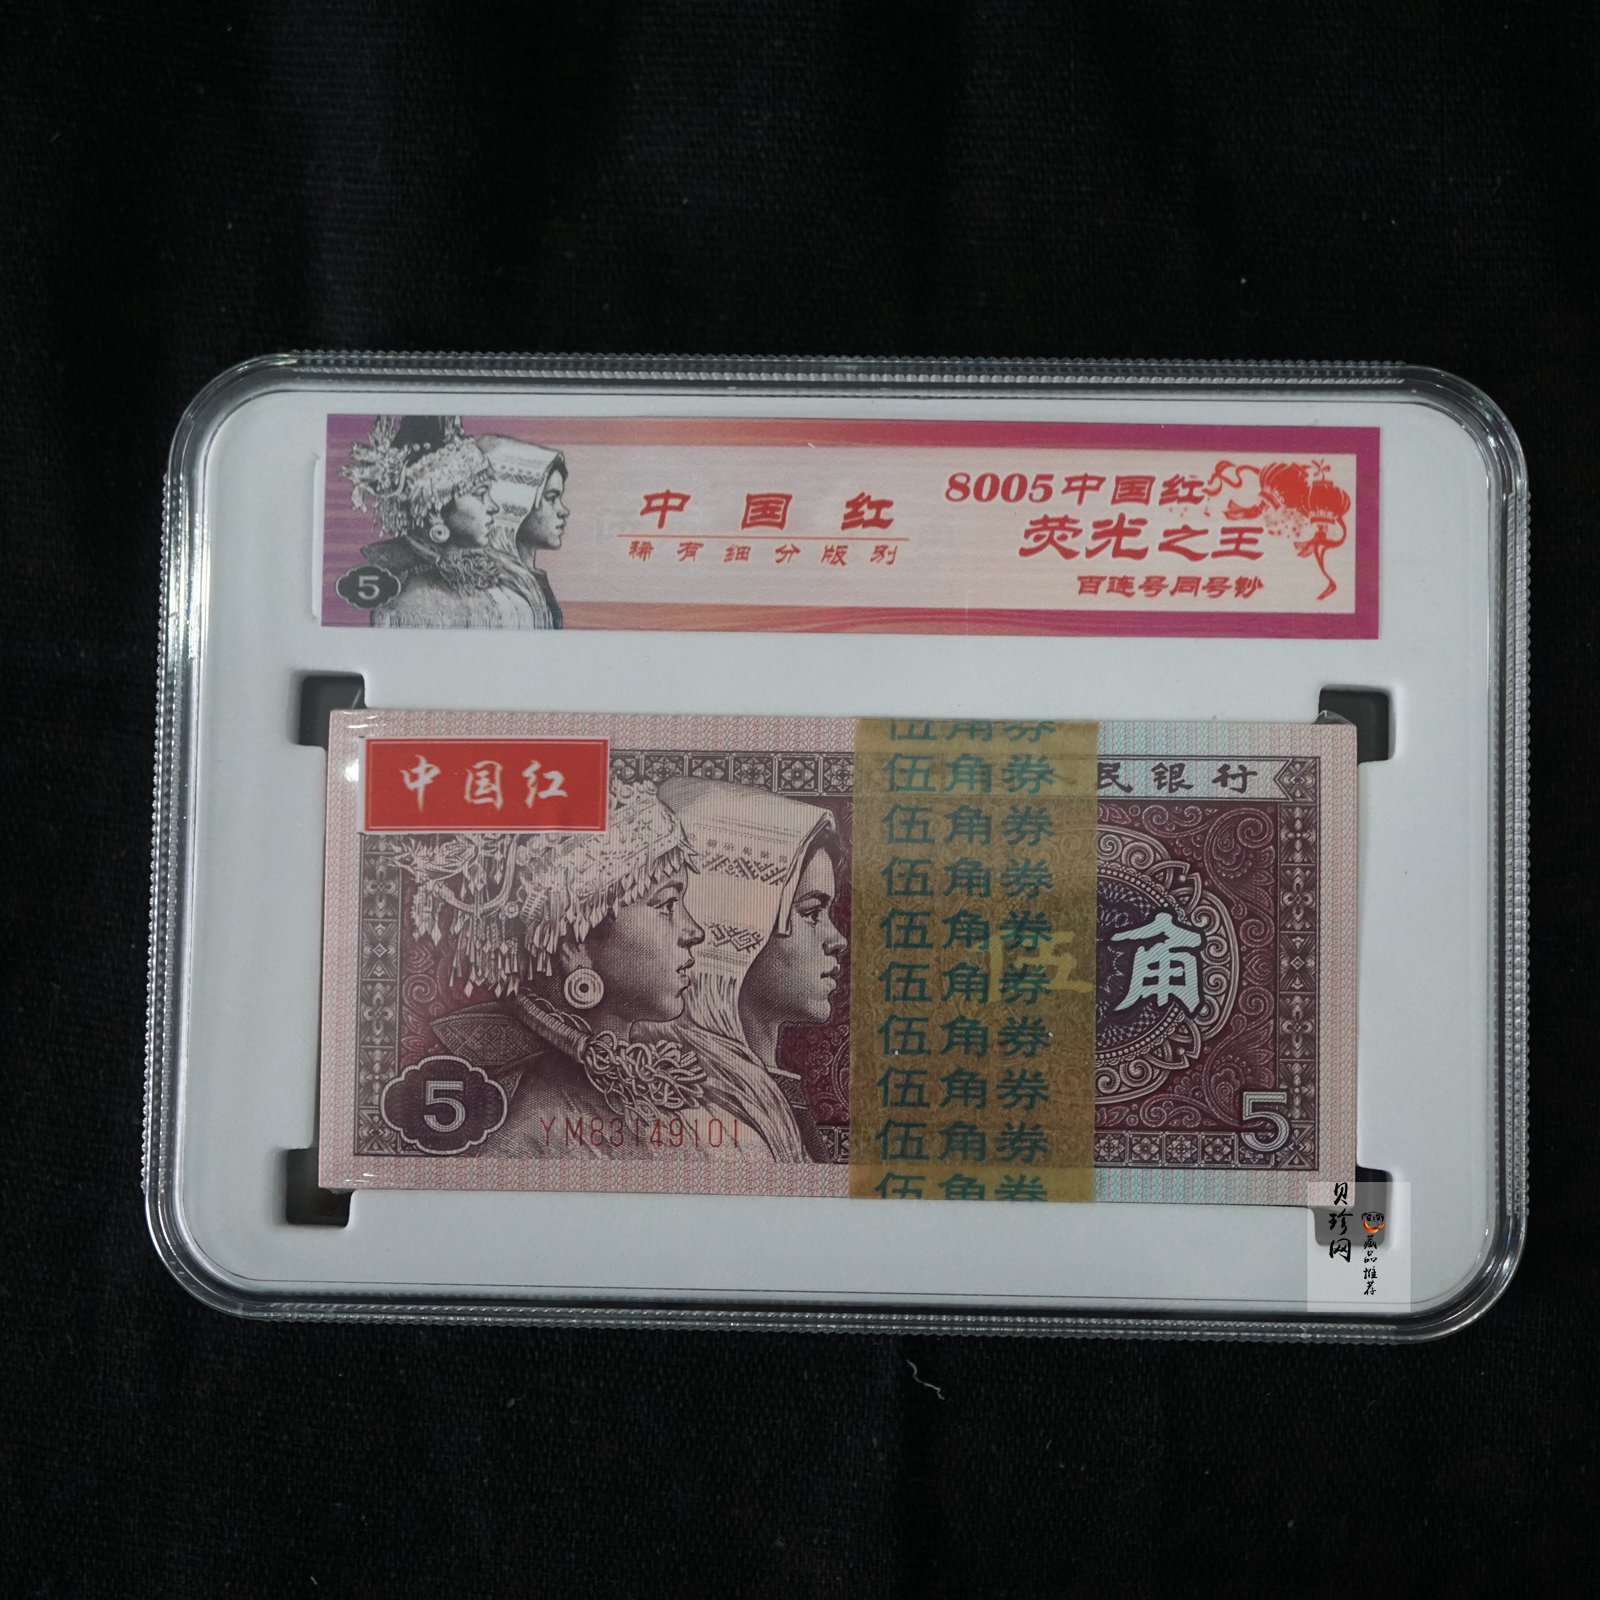 中国红
稀有细分版别
8005中国红
荧光之王
百连号同号钞
5
中国红
民银行
伍角券
伍角券
伍角券
伍角券
伍角券
伍角券
伍角券
伍角券
伍角券
伍角券
伍角
5
YM83149101
5
贝珍网
藏品推荐